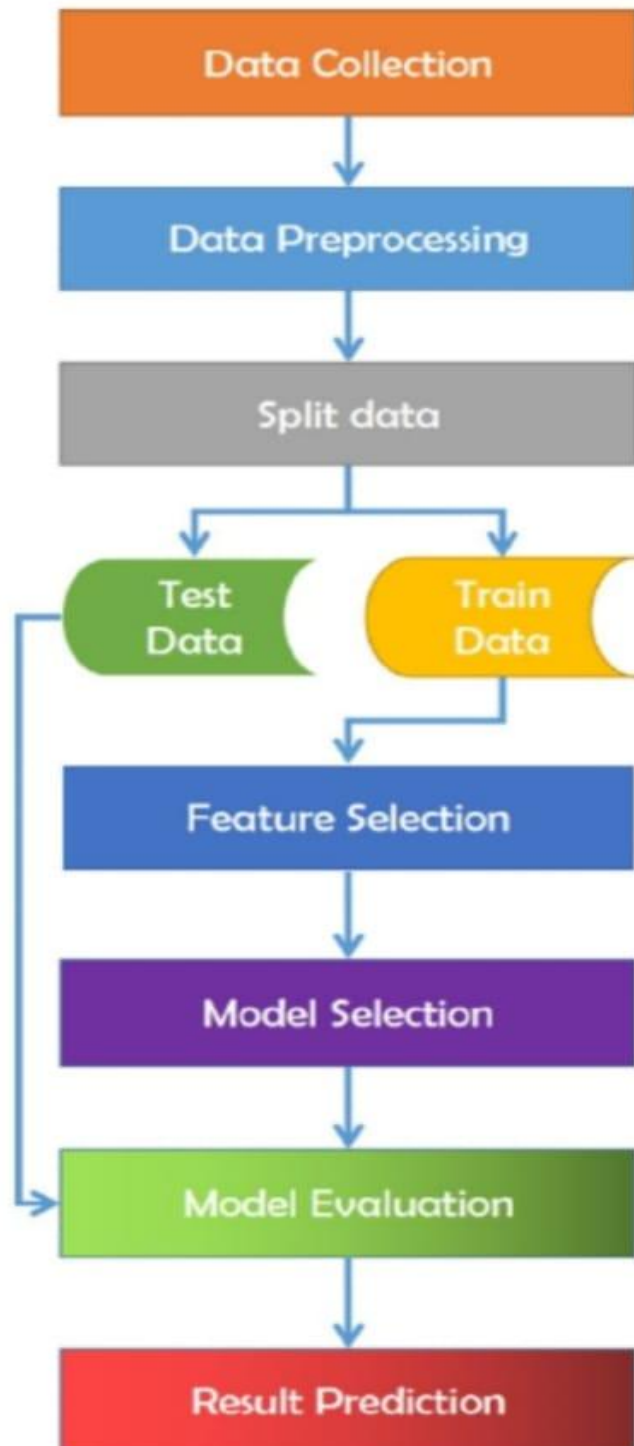 Data Collection
Data Preprocessing
Split data
Test
Data
Train
Data
Feature Selection
Model Selection
Model Evaluation
Result Prediction